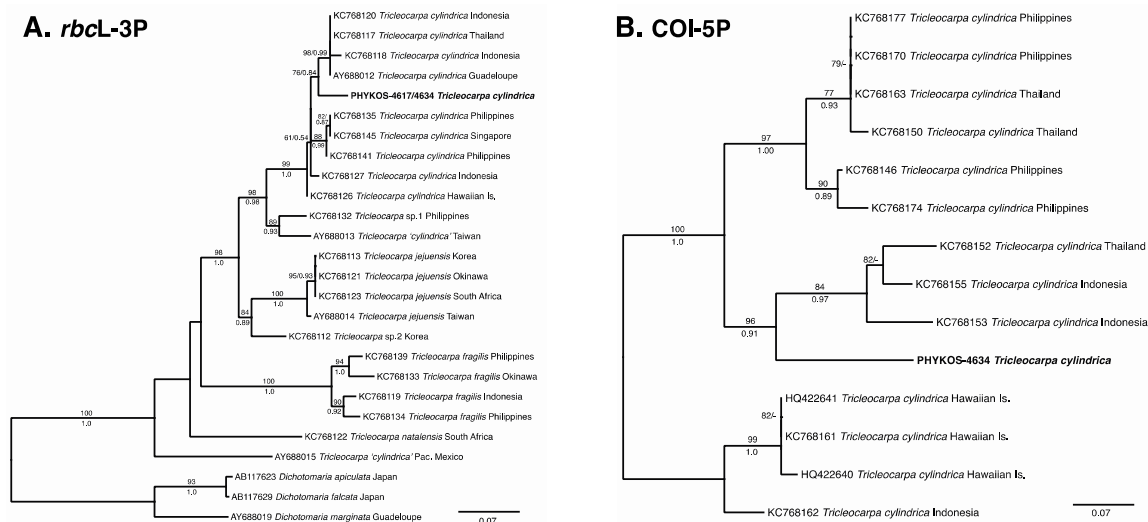 A. rbcL-3P
KC768120 Tricleocarpa cylindrica Indonesia
KC768117 Tricleocarpa cylindrica Thailand
98/0.99
KC768118 Tricleocarpa cylindrica Indonesia
76/0.84
AY688012 Tricleocarpa cylindrica Guadeloupe
PHYKOS-4617/4634 Tricleocarpa cylindrica
82/
0.87
KC768135 Tricleocarpa cylindrica Philippines
61/0.54
88
0.99
KC768145 Tricleocarpa cylindrica Singapore
KC768141 Tricleocarpa cylindrica Philippines
99
1.0
KC768127 Tricleocarpa cylindrica Indonesia
KC768126 Tricleocarpa cylindrica Hawaiian Is.
98
0.98
KC768132 Tricleocarpa sp.1 Philippines
89
0.93
AY688013 Tricleocarpa 'cylindrica' Taiwan
98
1.0
KC768113 Tricleocarpa jejuensis Korea
95/0.93
KC768121 Tricleocarpa jejuensis Okinawa
100
1.0
KC768123 Tricleocarpa jejuensis South Africa
AY688014 Tricleocarpa jejuensis Taiwan
84
0.89
KC768112 Tricleocarpa sp.2 Korea
KC768139 Tricleocarpa fragilis Philippines
94
1.0
KC768133 Tricleocarpa fragilis Okinawa
100
1.0
KC768119 Tricleocarpa fragilis Indonesia
90
0.92
KC768134 Tricleocarpa fragilis Philippines
100
1.0
KC768122 Tricleocarpa natalensis South Africa
AY688015 Tricleocarpa 'cylindrica' Pac. Mexico
AB117623 Dichotomaria apiculata Japan
93
1.0
AB117629 Dichotomaria falcata Japan
AY688019 Dichotomaria marginata Guadeloupe
0.07
B. COI-5P
KC768177 Tricleocarpa cylindrica Philippines
79/-
KC768170 Tricleocarpa cylindrica Philippines
77
0.93
KC768163 Tricleocarpa cylindrica Thailand
KC768150 Tricleocarpa cylindrica Thailand
97
1.00
KC768146 Tricleocarpa cylindrica Philippines
90
0.89
KC768174 Tricleocarpa cylindrica Philippines
100
1.0
KC768152 Tricleocarpa cylindrica Thailand
82/-
KC768155 Tricleocarpa cylindrica Indonesia
84
0.97
KC768153 Tricleocarpa cylindrica Indonesia
96
0.91
PHYKOS-4634 Tricleocarpa cylindrica
HQ422641 Tricleocarpa cylindrica Hawaiian Is.
82/-
KC768161 Tricleocarpa cylindrica Hawaiian Is.
99
1.0
HQ422640 Tricleocarpa cylindrica Hawaiian Is.
KC768162 Tricleocarpa cylindrica Indonesia
0.07